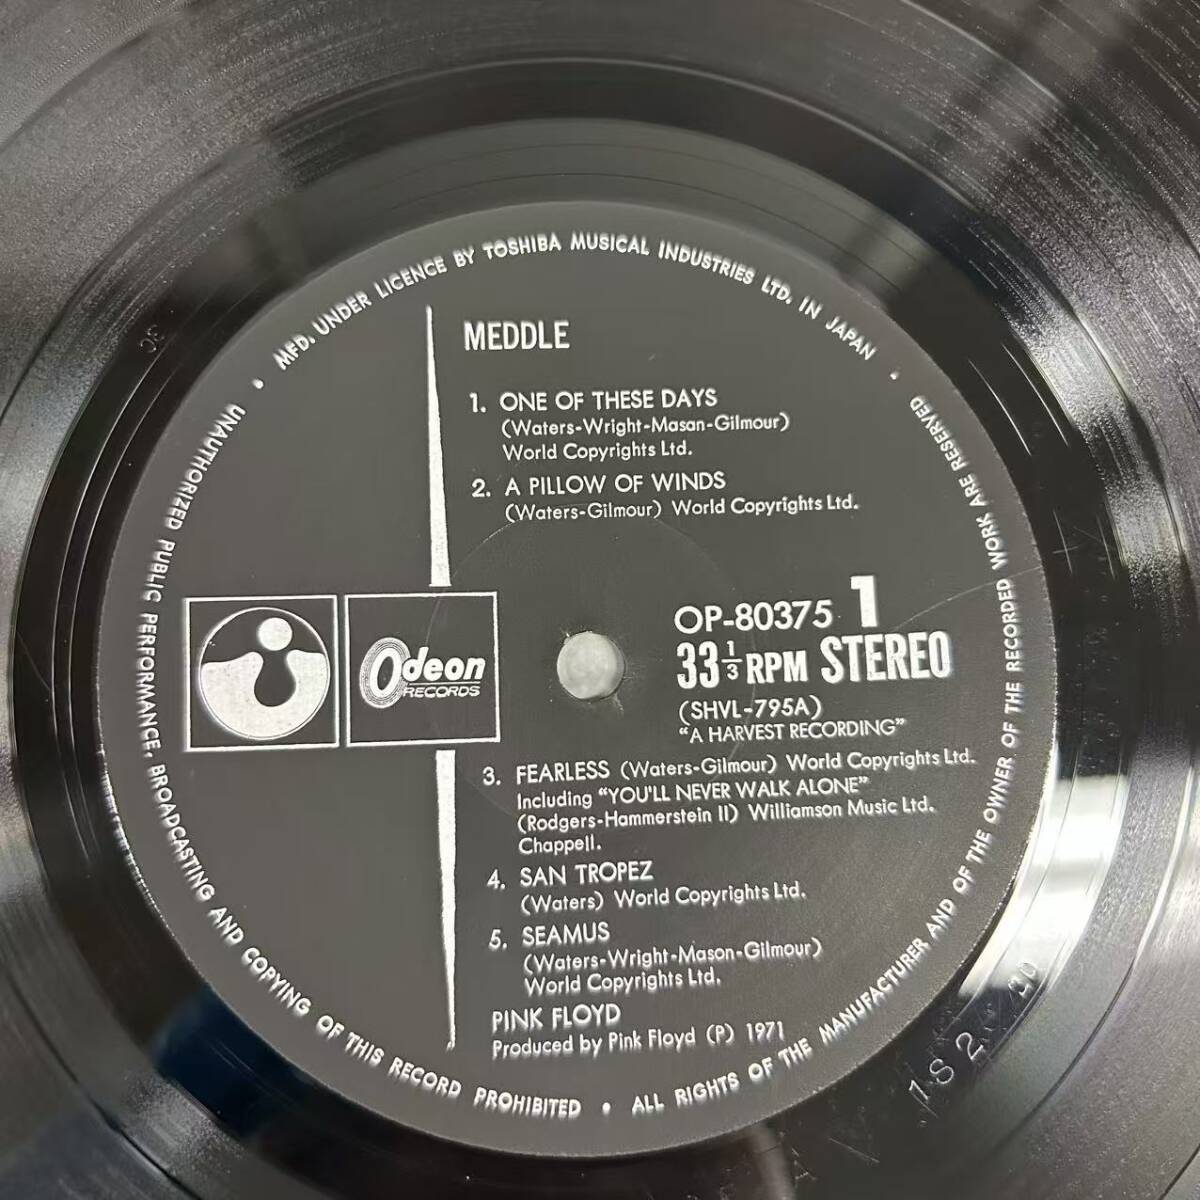 MFD. UNDER LICENCE BY TOSHIBA MUSICAL INDUSTRIES LTD. IN JAPAN
MEDDLE
1. ONE OF THESE DAYS
(Waters-Wright-Masan-Gilmour)
World Copyrights Ltd.
2. A PILLOW OF WINDS
(Waters-Gilmour) World Copyrights Ltd.
Odeon
RECORDS
OP-80375 1
33 1/3 RPM STEREO
(SHVL-795A)
"A HARVEST RECORDING"
3. FEARLESS (Waters-Gilmour) World Copyrights Ltd.
Including "YOU'LL NEVER WALK ALONE"
(Rodgers-Hammerstein II) Williamson Music Ltd.
Chappell.
4. SAN TROPEZ
(Waters) World Copyrights Ltd.
5. SEAMUS
(Waters-Wright-Mason-Gilmour)
World Copyrights Ltd.
PINK FLOYD
Produced by Pink Floyd (P) 1971
• UNAUTHORIZED PUBLIC PERFORMANCE, BROADCASTING AND COPYING OF THIS RECORD PROHIBITED • ALL RIGHTS OF THE MANUFACTURER AND OF THE OWNER OF THE RECORDED WORK ARE RESERVED •
1S2